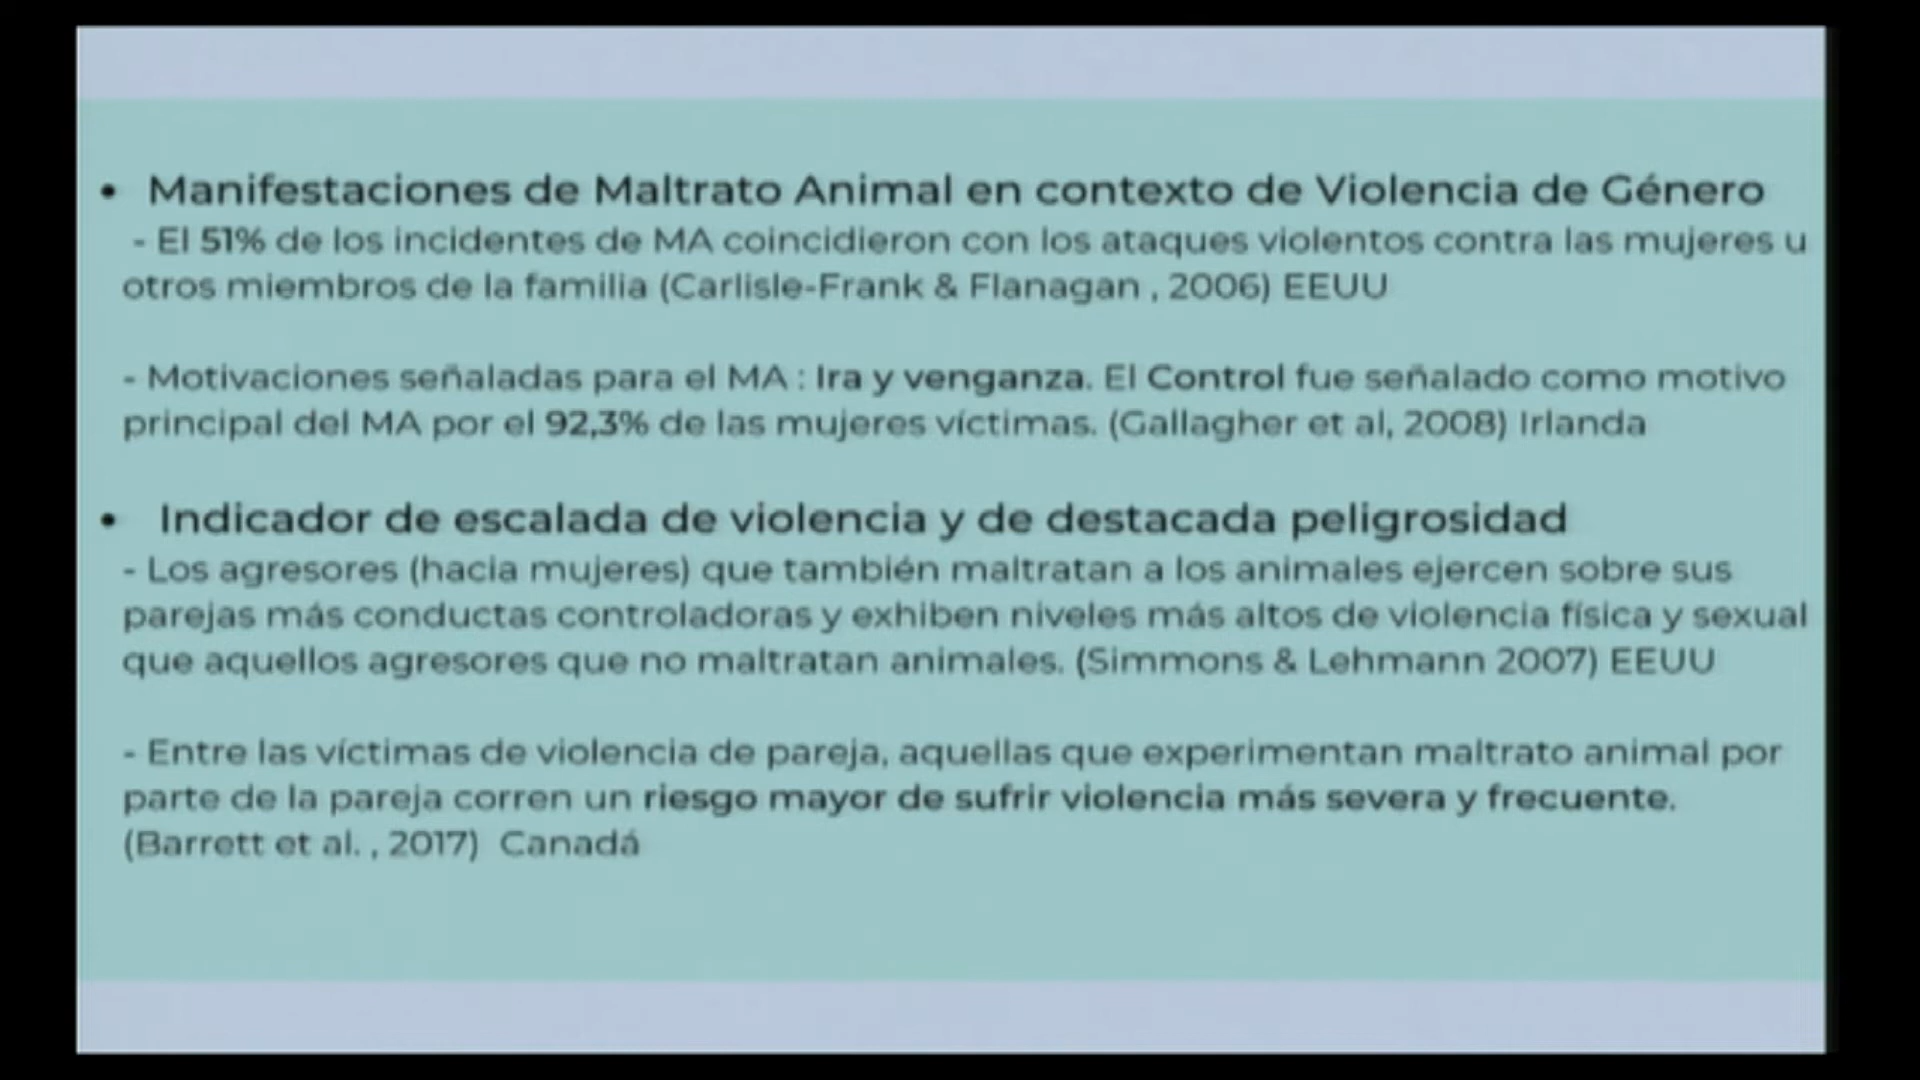 • Manifestaciones de Maltrato Animal en contexto de Violencia de Género
- El 51% de los incidentes de MA coincidieron con los ataques violentos contra las mujeres u
otros miembros de la familia (Carlisle-Frank & Flanagan , 2006) EEUU
- Motivaciones señaladas para el MA : Ira y venganza. El Control fue señalado como motivo
principal del MA por el 92,3% de las mujeres víctimas. (Gallagher et al, 2008) Irlanda
• Indicador de escalada de violencia y de destacada peligrosidad
- Los agresores (hacia mujeres) que también maltratan a los animales ejercen sobre sus
parejas más conductas controladoras y exhiben niveles más altos de violencia física y sexual
que aquellos agresores que no maltratan animales. (Simmons & Lehmann 2007) EEUU
- Entre las víctimas de violencia de pareja, aquellas que experimentan maltrato animal por
parte de la pareja corren un riesgo mayor de sufrir violencia más severa y frecuente.
(Barrett et al. , 2017) Canadá